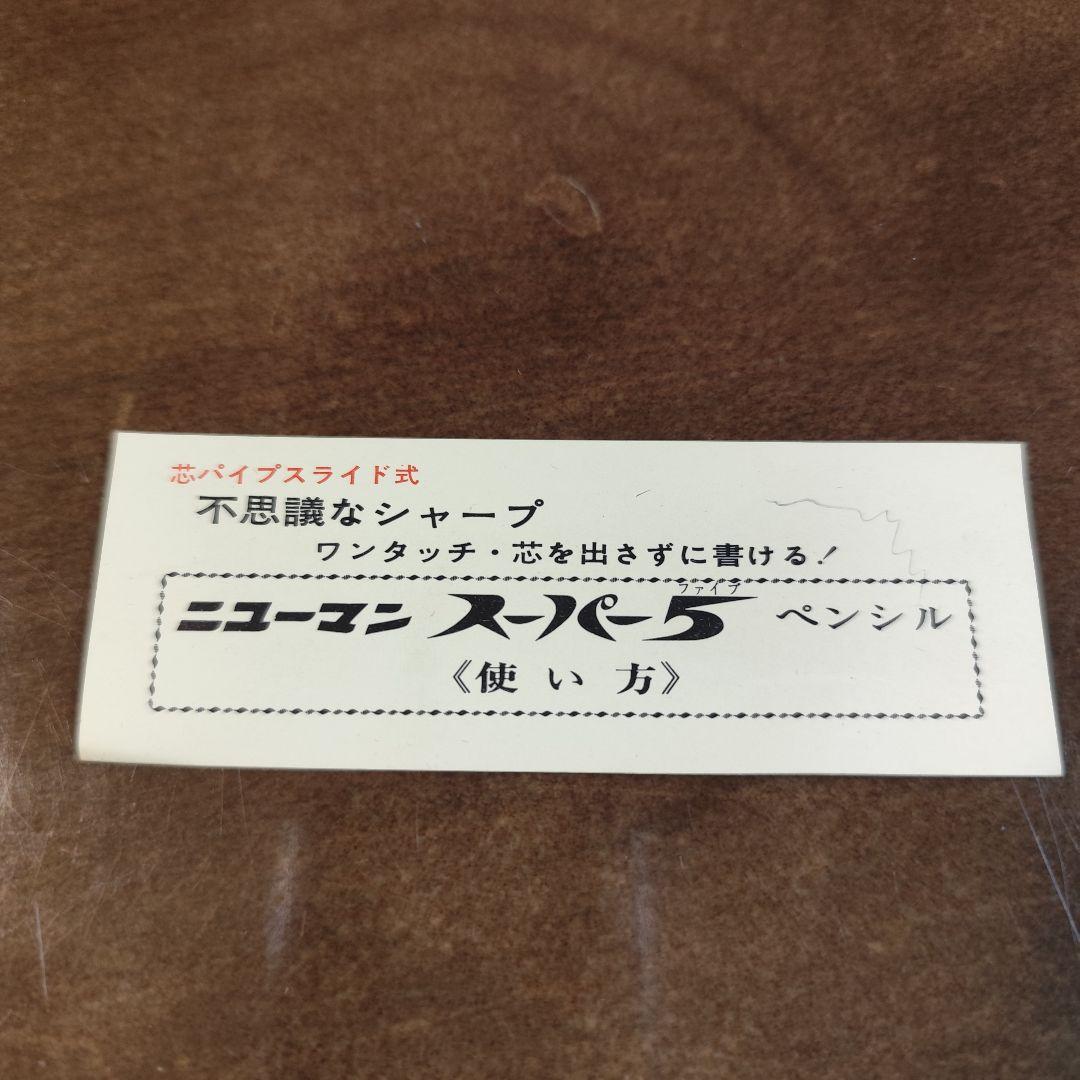 芯パイプスライド式
不思議なシャープ
ワンタッチ・芯を出さずに書ける！
ファイブ
ニューマン スーパー5 ペンシル
《使い方》